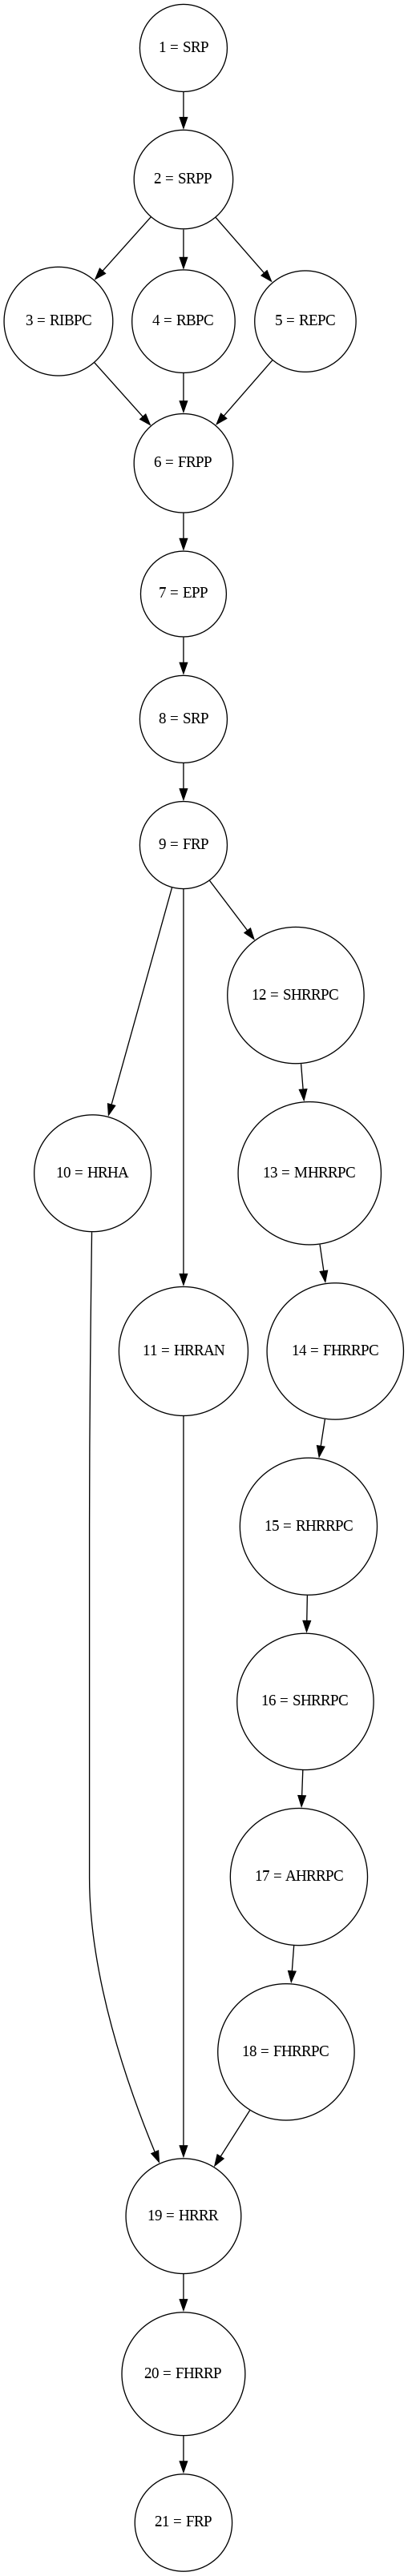 1 = SRP
2 = SRPP
3 = RIBPC
4 = RBPC
5 = REPC
6 = FRPP
7 = EPP
8 = SRP
9 = FRP
12 = SHRRPC
10 = HRHA
13 = MHRRPC
11 = HRRAN
14 = FHRRPC
15 = RHRRPC
16 = SHRRPC
17 = AHRRPC
18 = FHRRPC
19 = HRRR
20 = FHRRP
21 = FRP